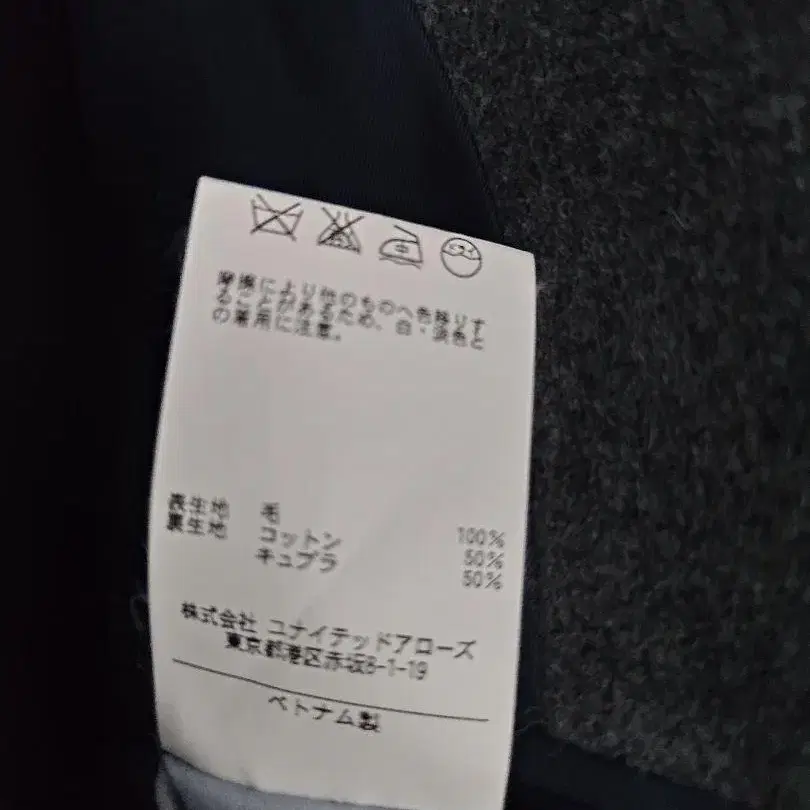 摩擦により他のものへ色移りす
ることがあるため、白・淡色と
の着用に注意。
表生地 毛 100%
裏生地 コットン 50%
キュプラ 50%
株式会社 ユナイテッドアローズ
東京都港区赤坂8-1-19
ベトナム製